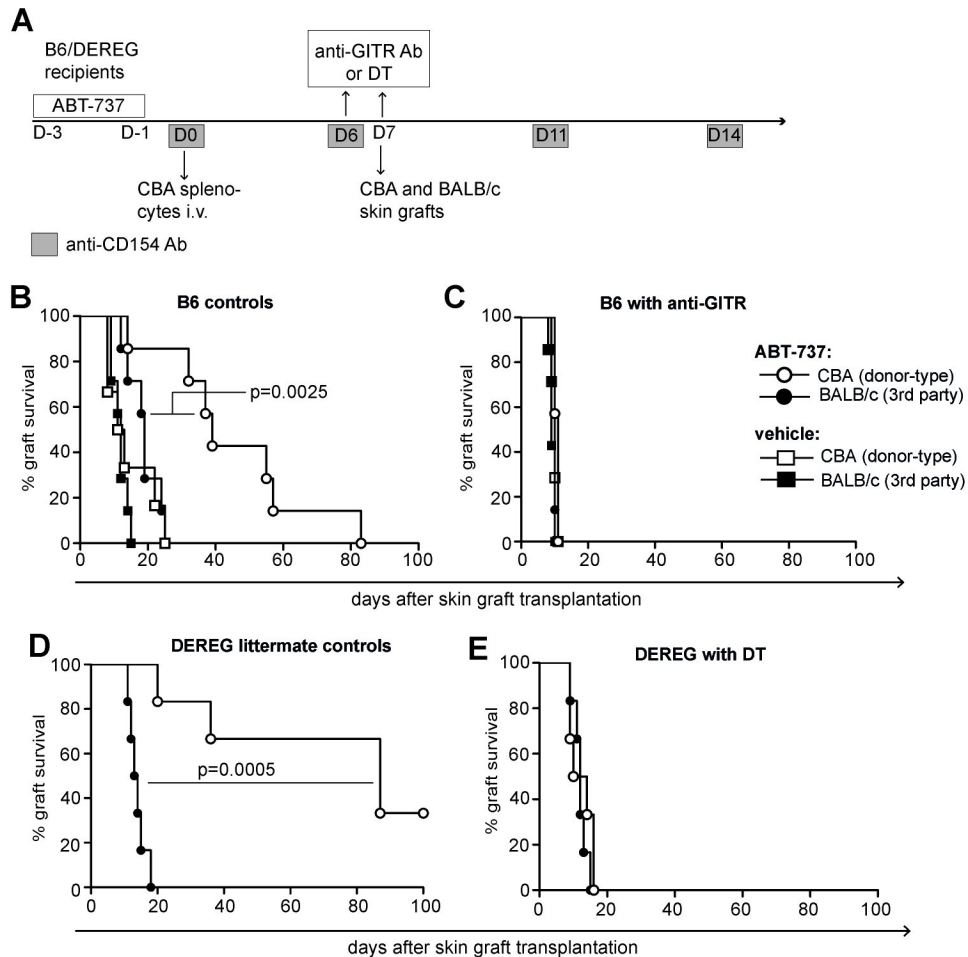 A
B6/DEREG
recipients
ABT-737
D-3
D-1
D0
anti-GITR Ab
or DT
D6
D7
D11
D14
CBA spleno-
cytes i.v.
CBA and BALB/c
skin grafts
anti-CD154 Ab
B
B6 controls
% graft survival
100
80
60
40
20
0
p=0.0025
0 20 40 60 80 100
C
B6 with anti-GITR
% graft survival
100
80
60
40
20
0
0 20 40 60 80 100
ABT-737:
CBA (donor-type)
BALB/c (3rd party)
vehicle:
CBA (donor-type)
BALB/c (3rd party)
days after skin graft transplantation
D
DEREG littermate controls
% graft survival
100
80
60
40
20
0
p=0.0005
0 20 40 60 80 100
E
DEREG with DT
% graft survival
100
80
60
40
20
0
0 20 40 60 80 100
days after skin graft transplantation